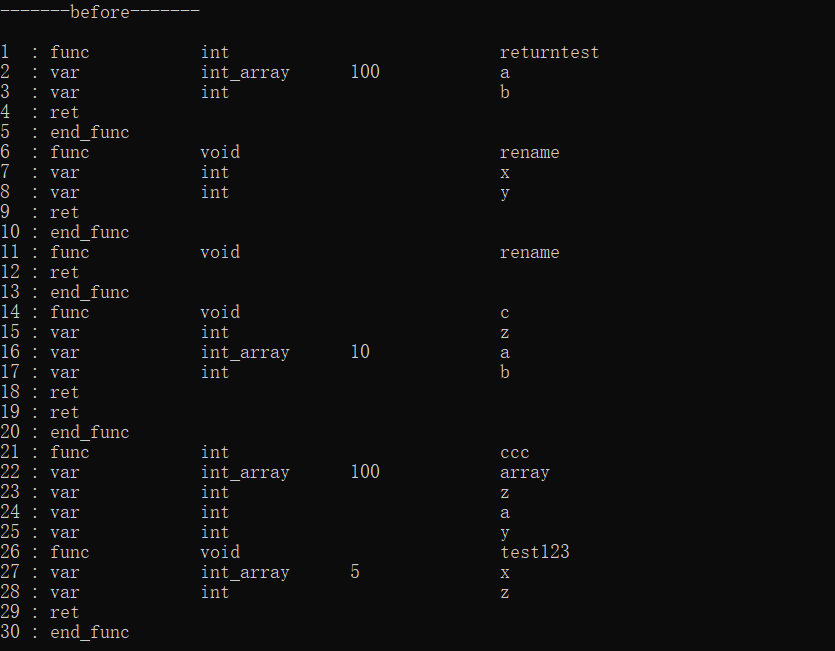 -------before-------
1  : func           int                           returntest
2  : var            int_array      100            a
3  : var            int                           b
4  : ret
5  : end_func
6  : func           void                          rename
7  : var            int                           x
8  : var            int                           y
9  : ret
10 : end_func
11 : func           void                          rename
12 : ret
13 : end_func
14 : func           void                          c
15 : var            int                           z
16 : var            int_array      10             a
17 : var            int                           b
18 : ret
19 : ret
20 : end_func
21 : func           int                           ccc
22 : var            int_array      100            array
23 : var            int                           z
24 : var            int                           a
25 : var            int                           y
26 : func           void                          test123
27 : var            int_array      5              x
28 : var            int                           z
29 : ret
30 : end_func